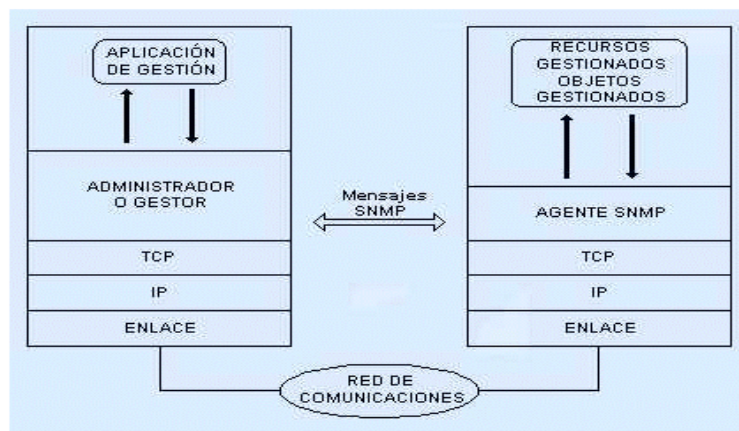 APLICACIÓN
DE GESTIÓN
ADMINISTRADOR
O GESTOR
TCP
IP
ENLACE
Mensajes
SNMP
RECURSOS
GESTIONADOS
OBJETOS
GESTIONADOS
AGENTE SNMP
TCP
IP
ENLACE
RED DE
COMUNICACIONES